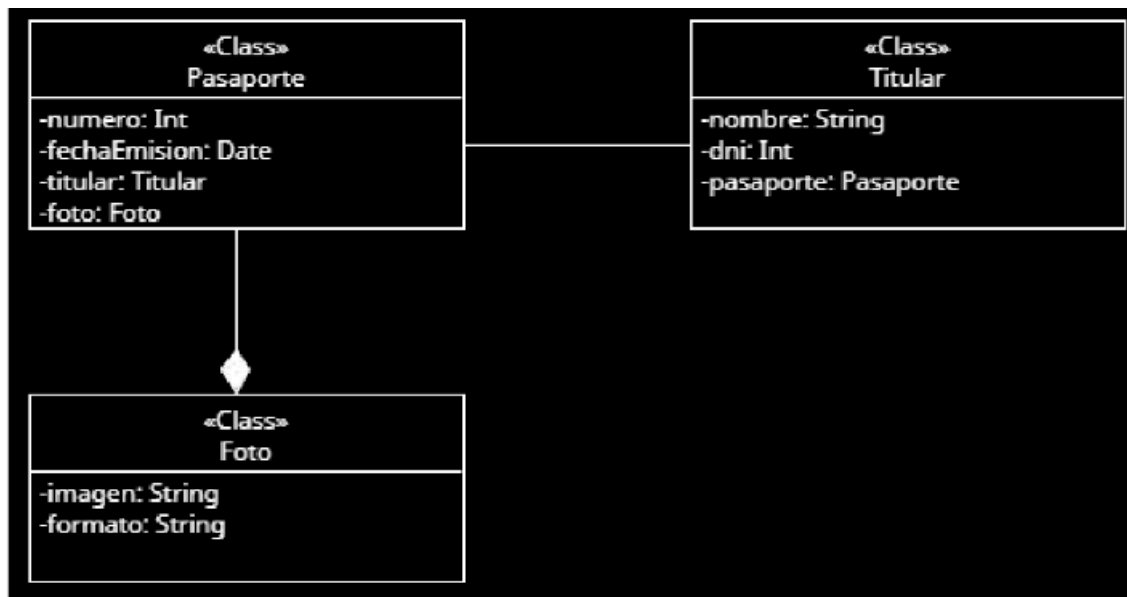 «Class»
Pasaporte
-numero: Int
-fechaEmision: Date
-titular: Titular
-foto: Foto
«Class»
Titular
-nombre: String
-dni: Int
-pasaporte: Pasaporte
«Class»
Foto
-imagen: String
-formato: String